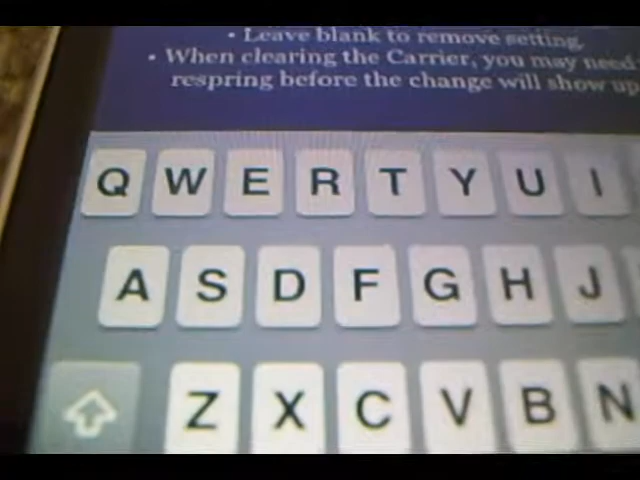 • Leave blank to remove setting.
• When clearing the Carrier, you may need
respring before the change will show up
Q W E R T Y U I
A S D F G H J
Z X C V B N